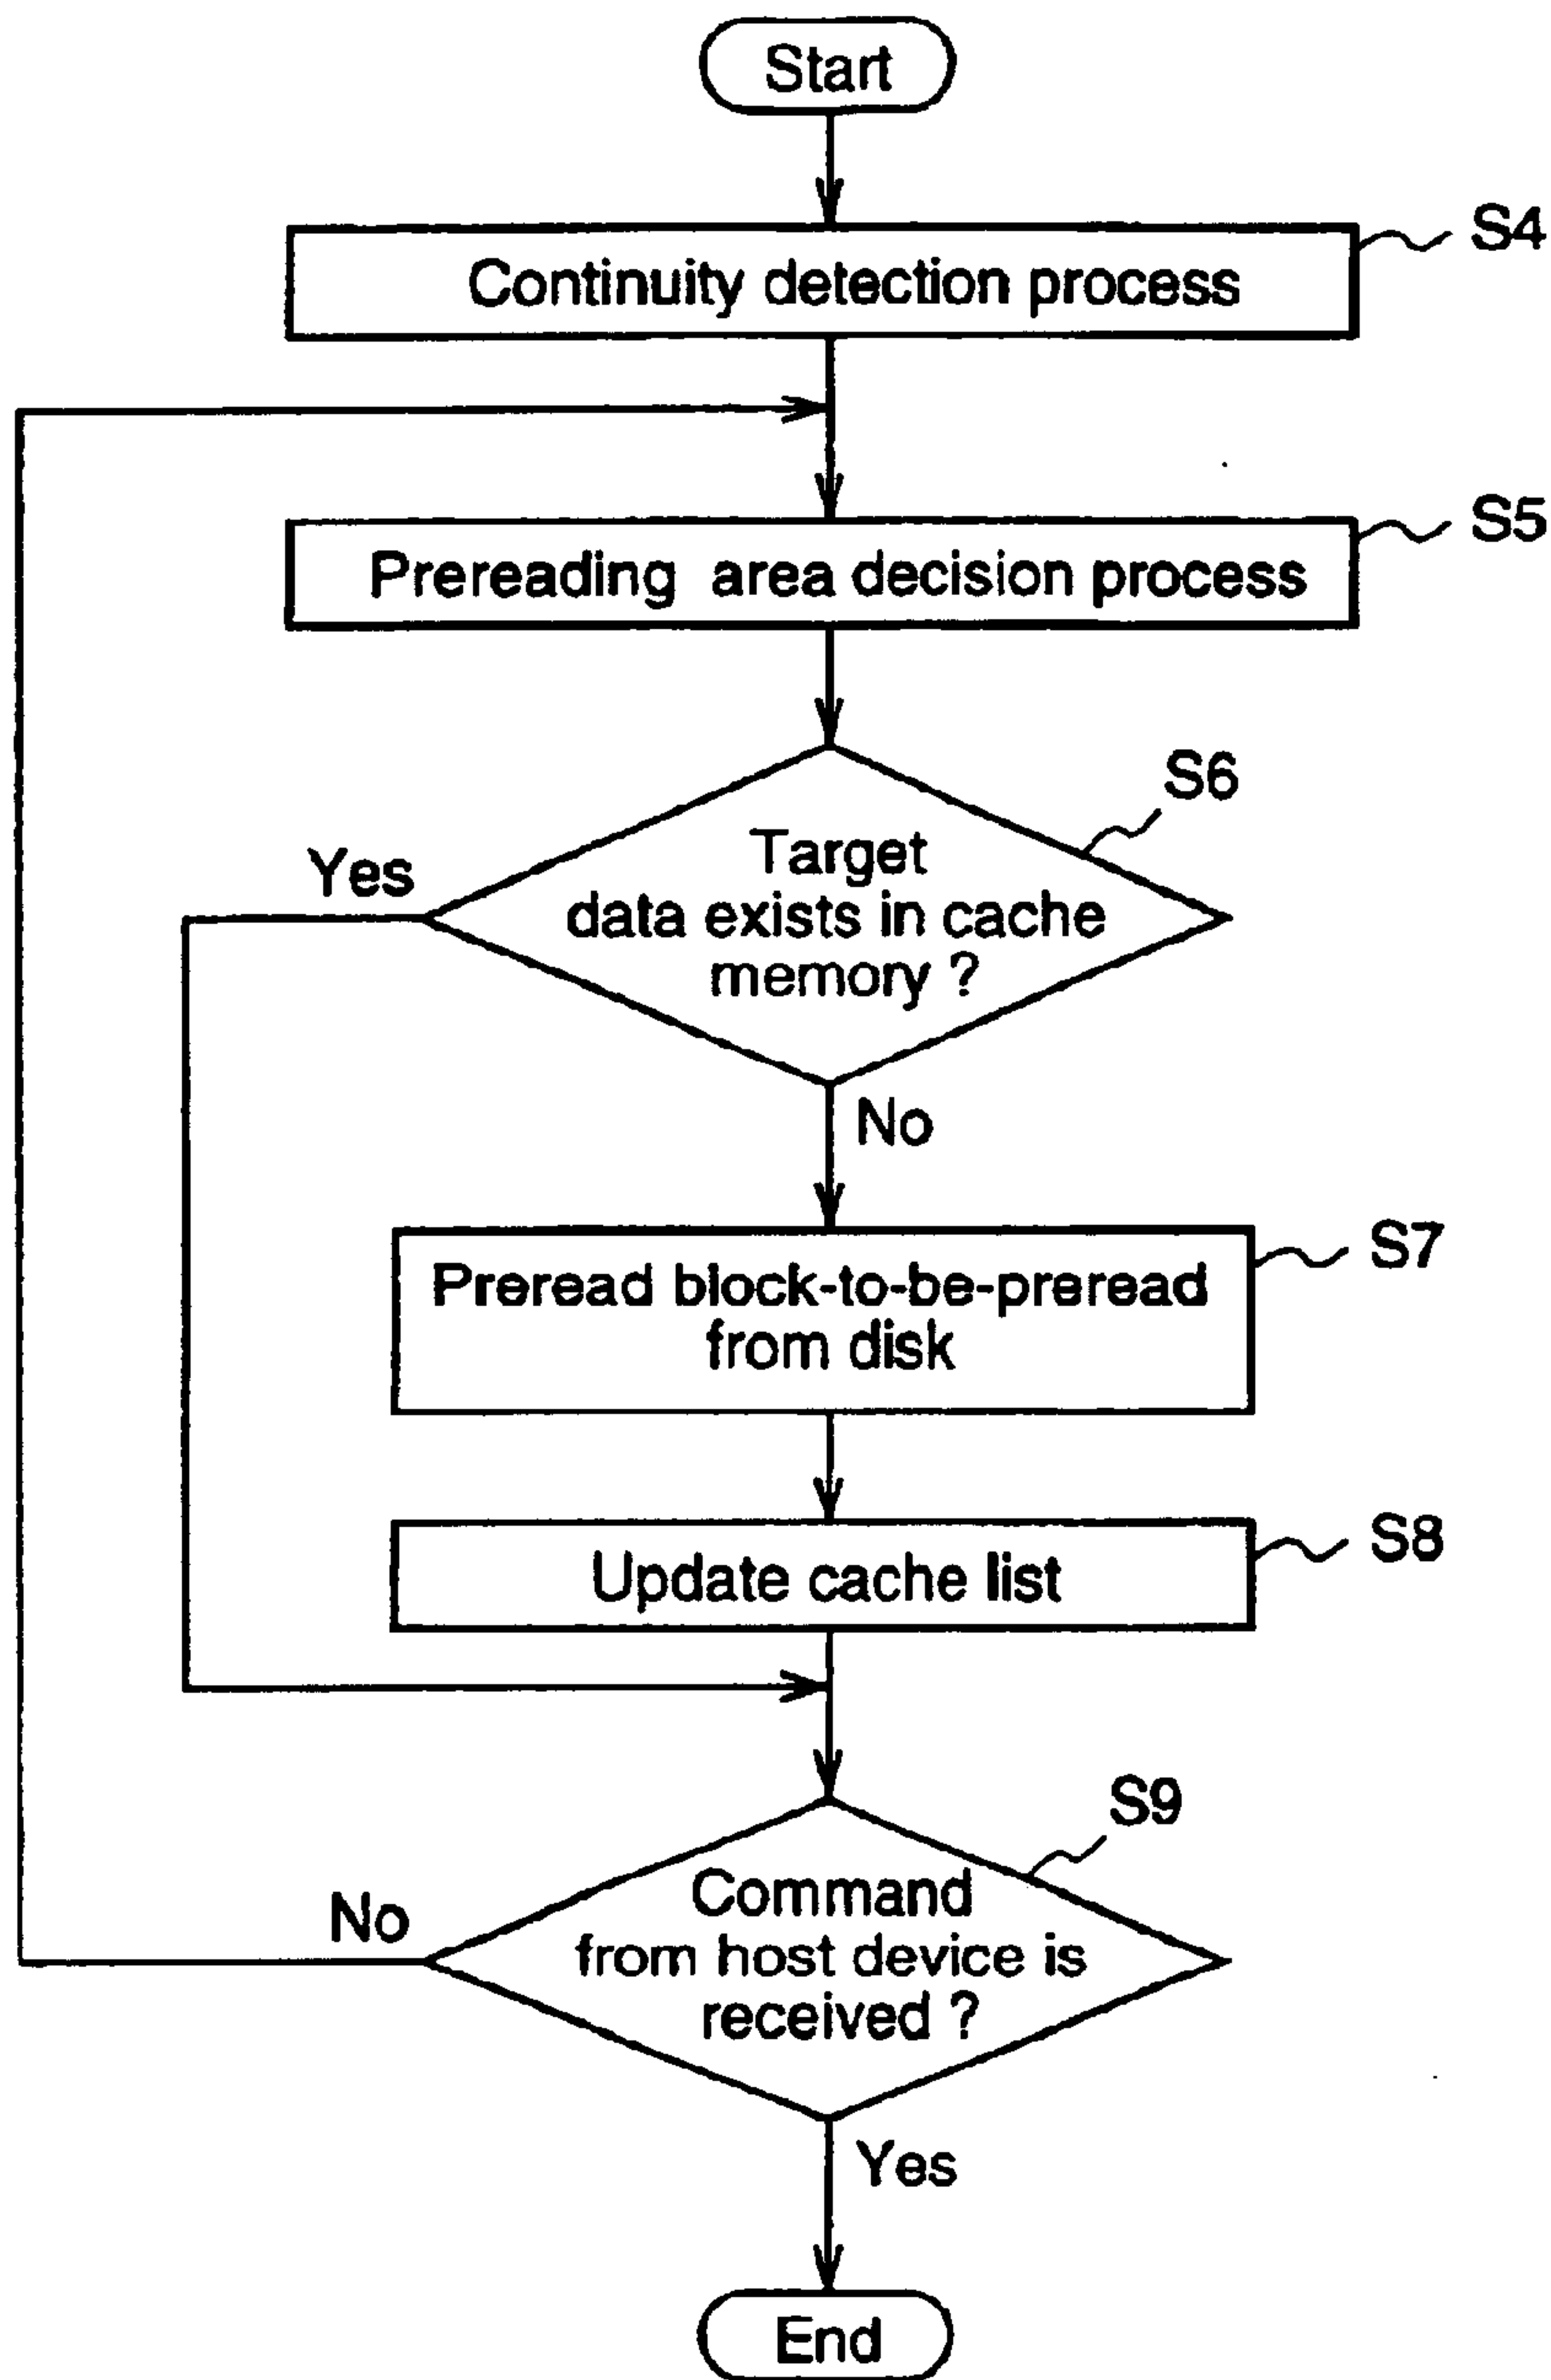 Start
S4
Continuity detection process
S5
Prereading area decision process
S6
Target
data exists in cache
memory ?
Yes
No
S7
Preread block-to-be-preread
from disk
S8
Update cache list
S9
Command
from host device is
received ?
No
Yes
End